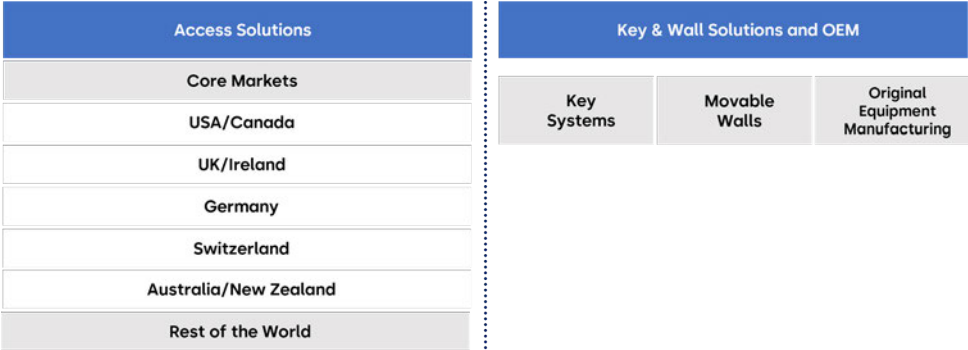 Access Solutions
Core Markets
USA/Canada
UK/Ireland
Germany
Switzerland
Australia/New Zealand
Rest of the World
Key & Wall Solutions and OEM
Key
Systems
Movable
Walls
Original
Equipment
Manufacturing